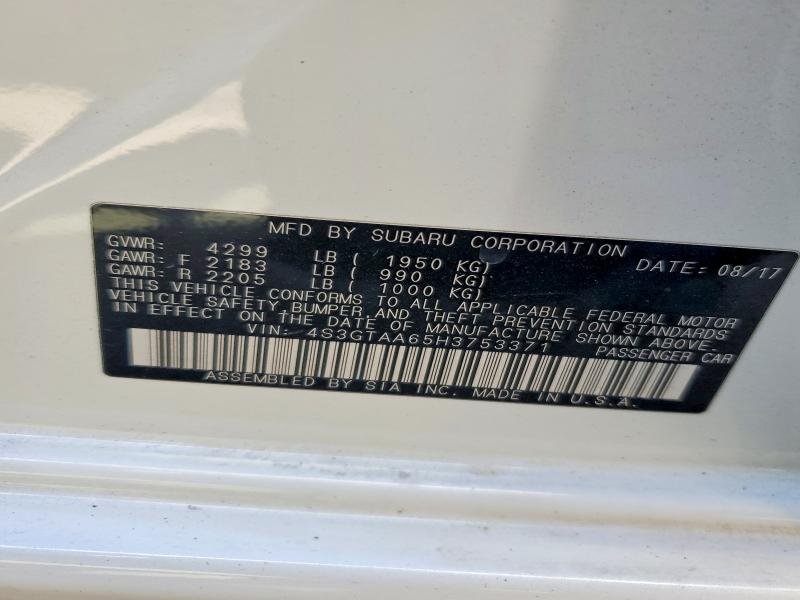 MFD BY SUBARU CORPORATION
DATE: 08/17
GVWR: 4299 LB ( 1950 KG)
GAWR: F 2183 LB ( 990 KG)
GAWR: R 2205 LB ( 1000 KG)
THIS VEHICLE CONFORMS TO ALL APPLICABLE FEDERAL MOTOR
VEHICLE SAFETY, BUMPER AND THEFT PREVENTION STANDARDS
IN EFFECT ON THE DATE OF MANUFACTURE SHOWN ABOVE.
VIN: 4S3GTAA65H3753371 PASSENGER CAR
ASSEMBLED BY SIA INC. MADE IN U.S.A.